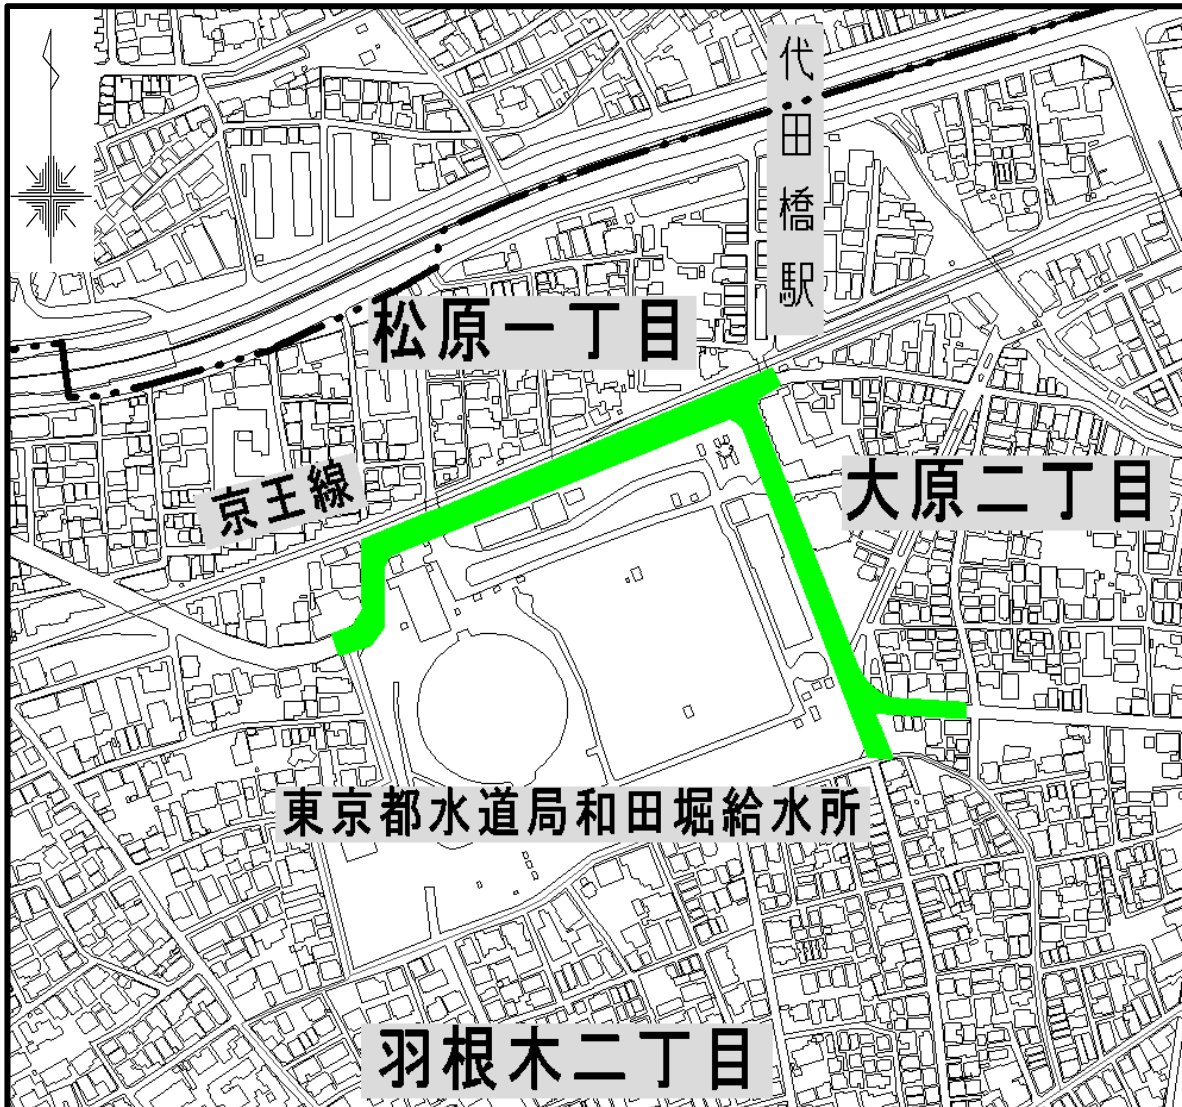 代田橋駅
松原一丁目
京王線
大原二丁目
東京都水道局和田堀給水所
羽根木二丁目